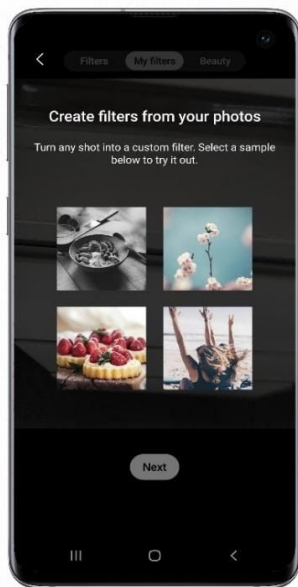 Filters My filters Beauty
Create filters from your photos
Turn any shot into a custom filter. Select a sample
below to try it out.
Next